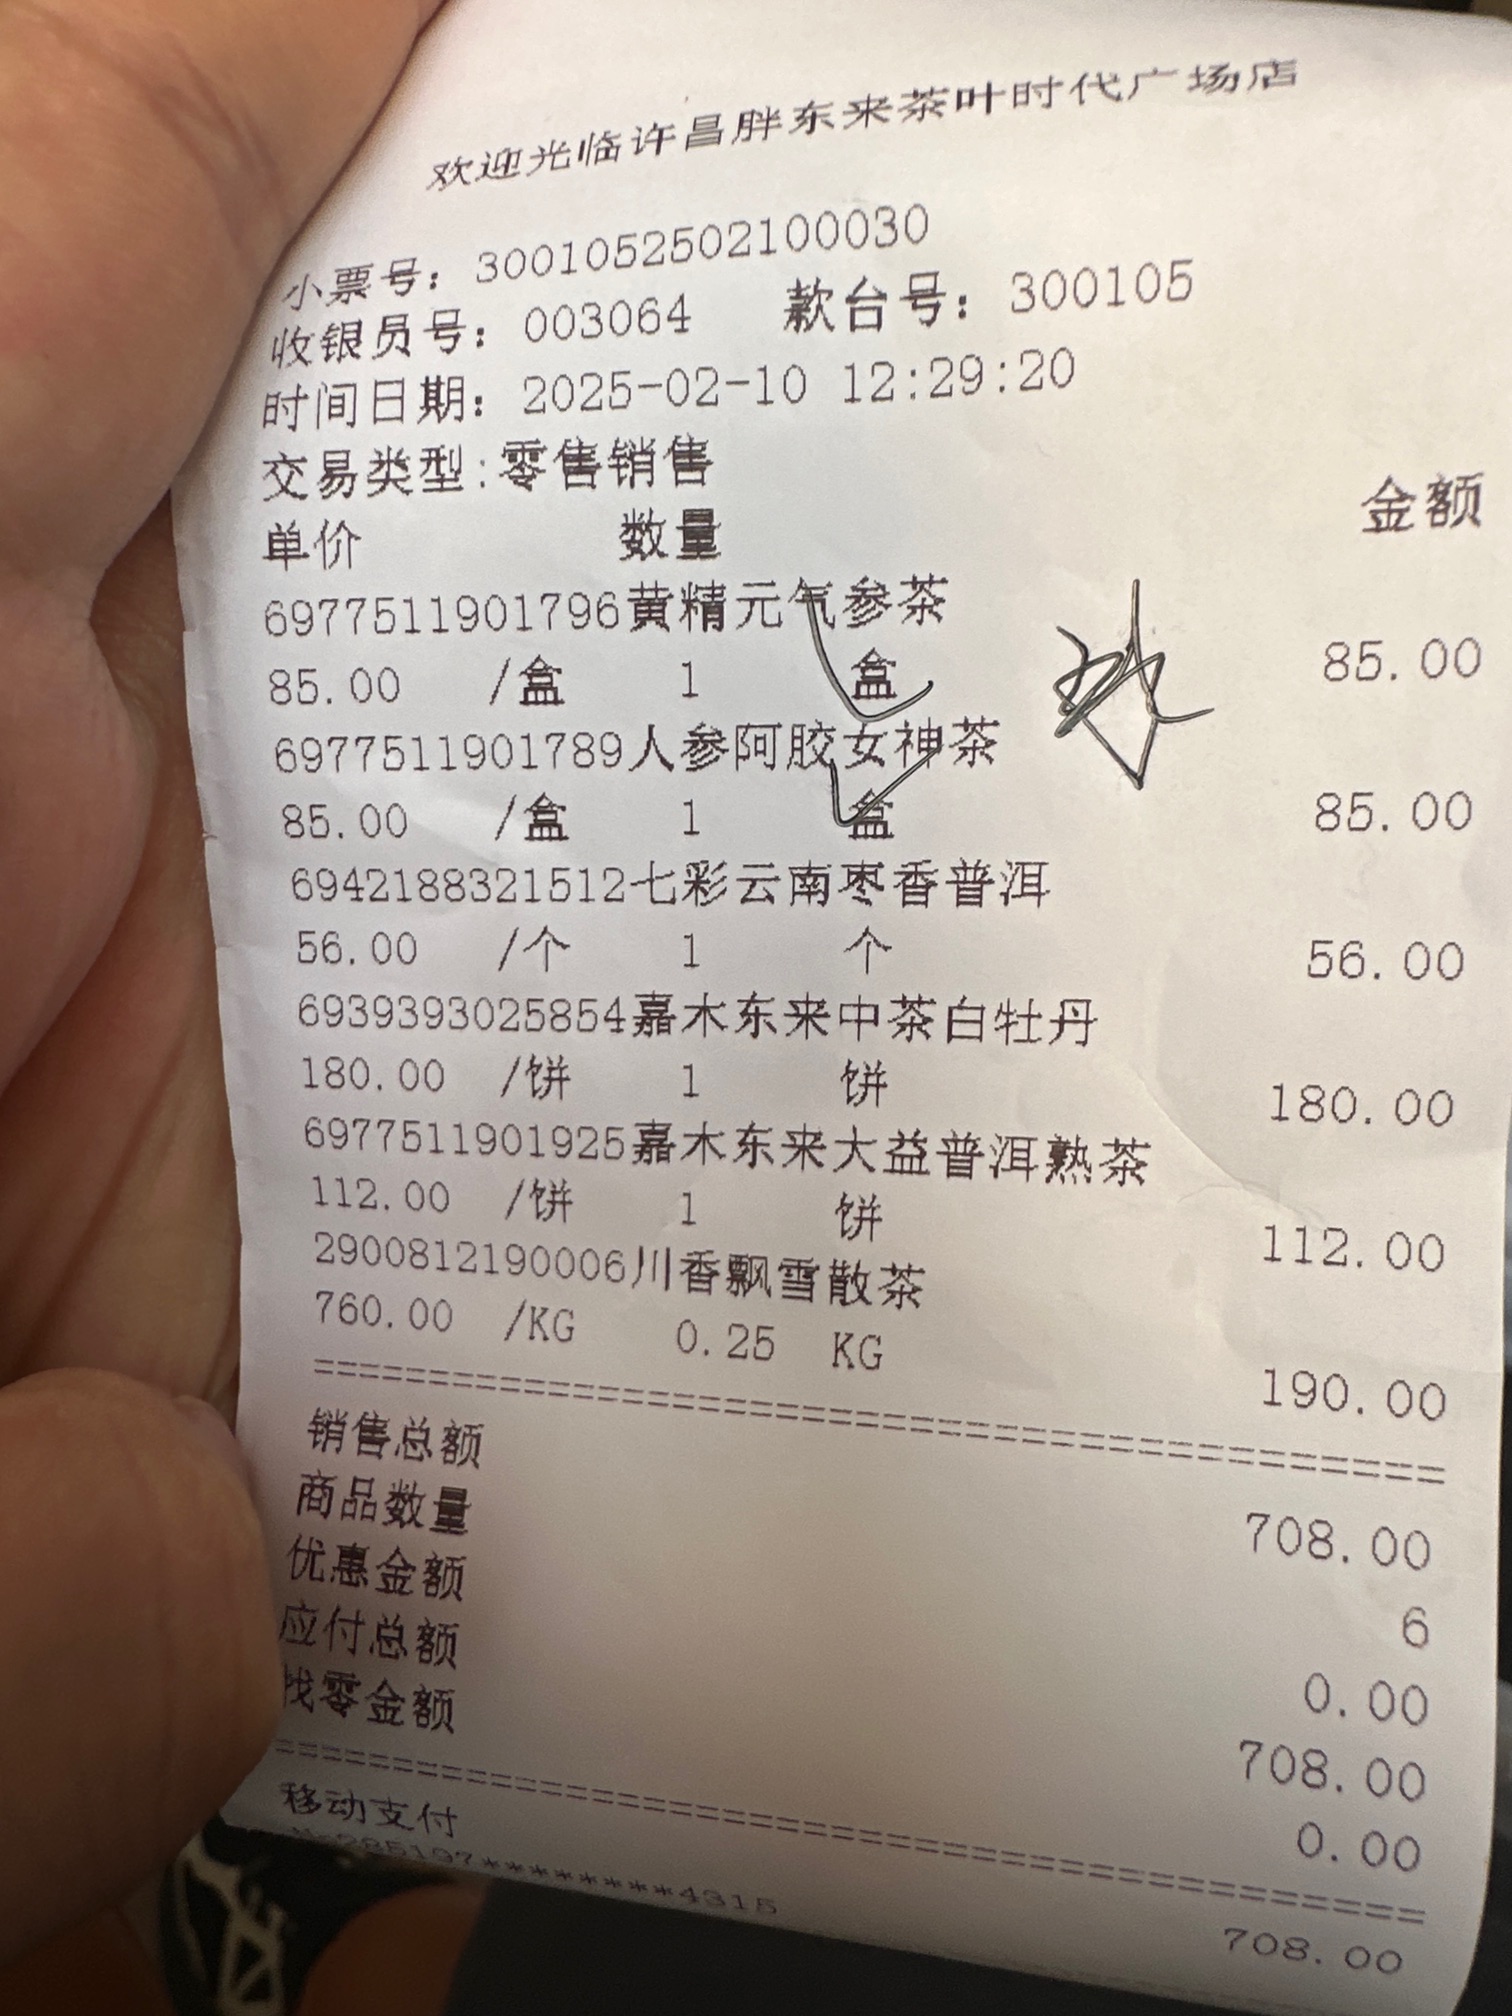 欢迎光临许昌胖东来茶叶时代广场店
小票号：3001052502100030
收银员号：003064 款台号：300105
时间日期：2025-02-10 12:29:20
交易类型:零售销售
单价 数量 金额
6977511901796黄精元气参茶
85.00 /盒 1 盒 85.00
6977511901789人参阿胶女神茶
85.00 /盒 1 盒 85.00
6942188321512七彩云南枣香普洱
56.00 /个 1 个 56.00
6939393025854嘉木东来中茶白牡丹
180.00 /饼 1 饼 180.00
6977511901925嘉木东来大益普洱熟茶
112.00 /饼 1 饼 112.00
2900812190006川香飘雪散茶
760.00 /KG 0.25 KG 190.00
销售总额 708.00
商品数量 6
优惠金额 0.00
应付总额 708.00
找零金额 0.00
移动支付 708.00
285197********4315